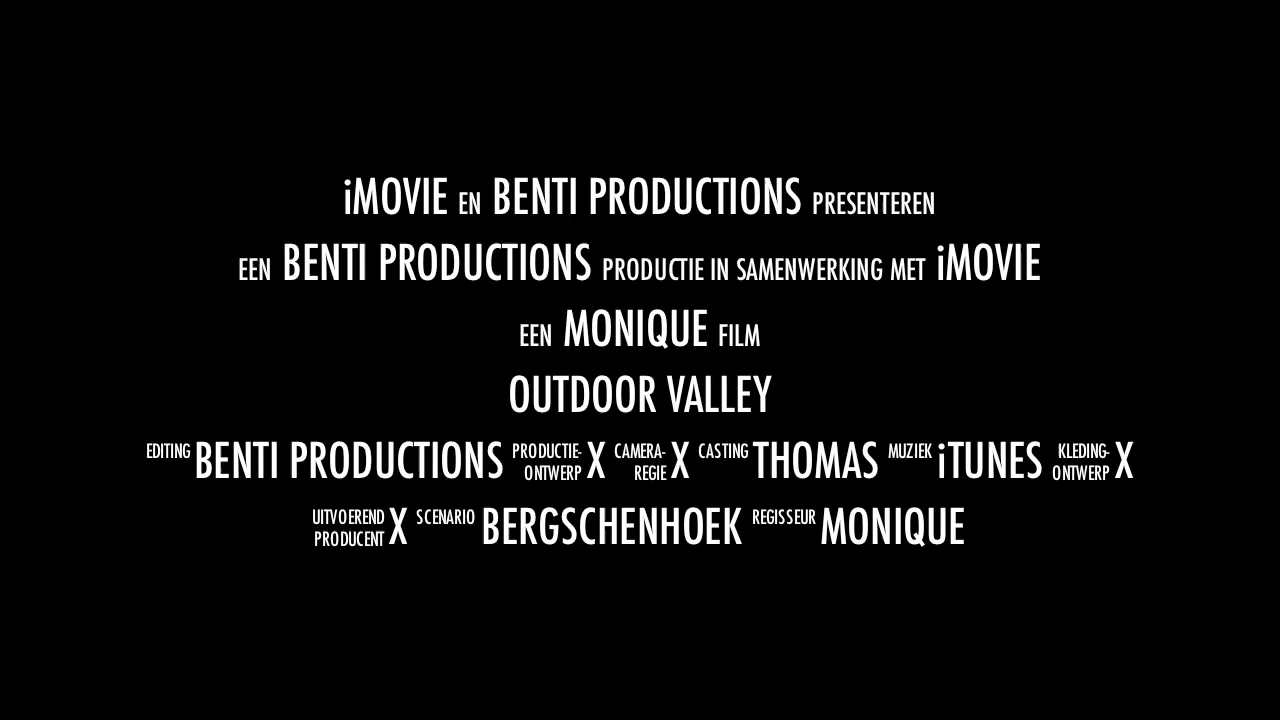 iMOVIE EN BENTI PRODUCTIONS PRESENTEREN
EEN BENTI PRODUCTIONS PRODUCTIE IN SAMENWERKING MET iMOVIE
EEN MONIQUE FILM
OUTDOOR VALLEY
EDITING BENTI PRODUCTIONS PRODUCTIE-ONTWERP X CAMERA-REGIE X CASTING THOMAS MUZIEK iTUNES KLEDING-ONTWERP X
UITVOEREND PRODUCENT X SCENARIO BERGSCHENHOEK REGISSEUR MONIQUE